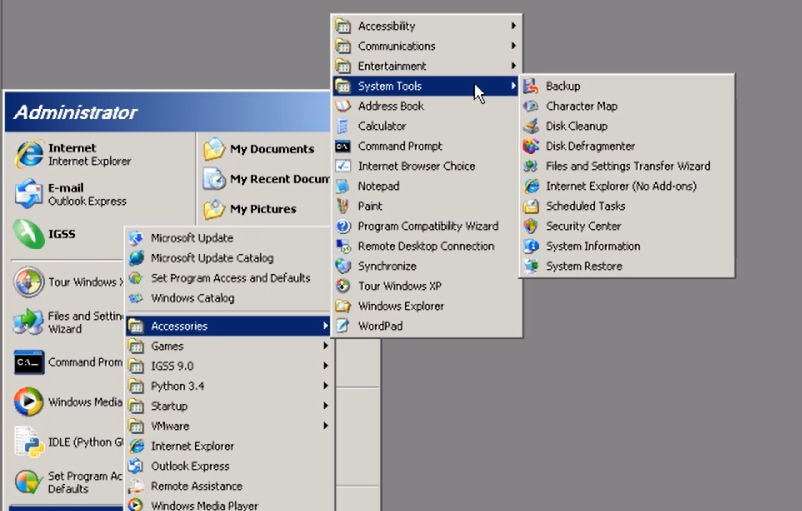 Administrator
Internet
Internet Explorer
E-mail
Outlook Express
IGSS
Tour Windows
Files and
Wizard
Command
Windows Media
IDLE (Python
Set Program
Defaults
My Documents
My Recent
My Pictures
Microsoft Update
Microsoft Update Catalog
Set Program Access and Defaults
Windows Catalog
Accessories
Games
IGSS 9.0
Python 3.4
Startup
VMware
Internet Explorer
Outlook Express
Remote Assistance
Windows Media Player
Accessibility
Communications
Entertainment
System Tools
Address Book
Calculator
Command Prompt
Internet Browser Choice
Notepad
Paint
Program Compatibility Wizard
Remote Desktop Connection
Synchronize
Tour Windows XP
Windows Explorer
WordPad
Backup
Character Map
Disk Cleanup
Disk Defragmenter
Files and Settings Transfer Wizard
Internet Explorer (No Add-ons)
Scheduled Tasks
Security Center
System Information
System Restore